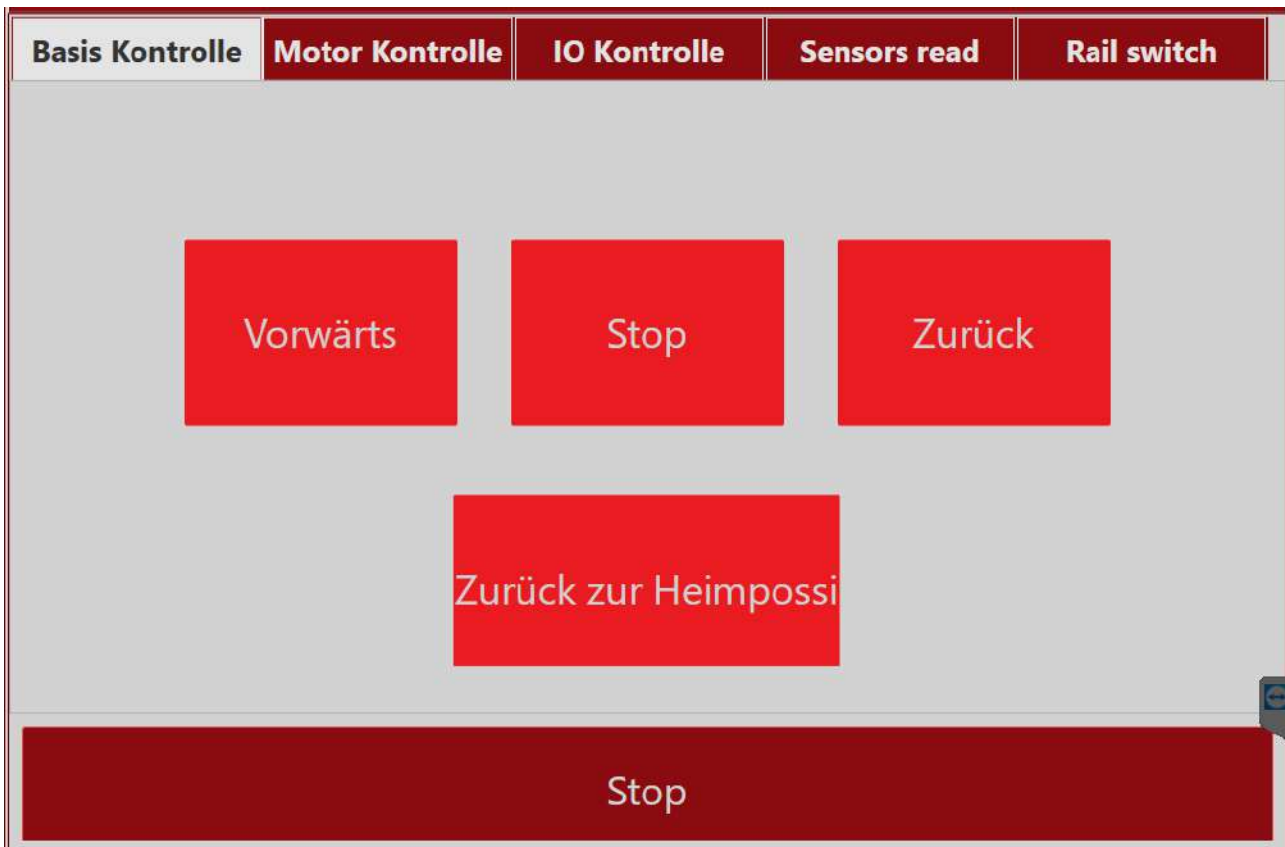 Basis Kontrolle Motor Kontrolle IO Kontrolle Sensors read Rail switch
Vorwärts Stop Zurück
Zurück zur Heimpossi
Stop